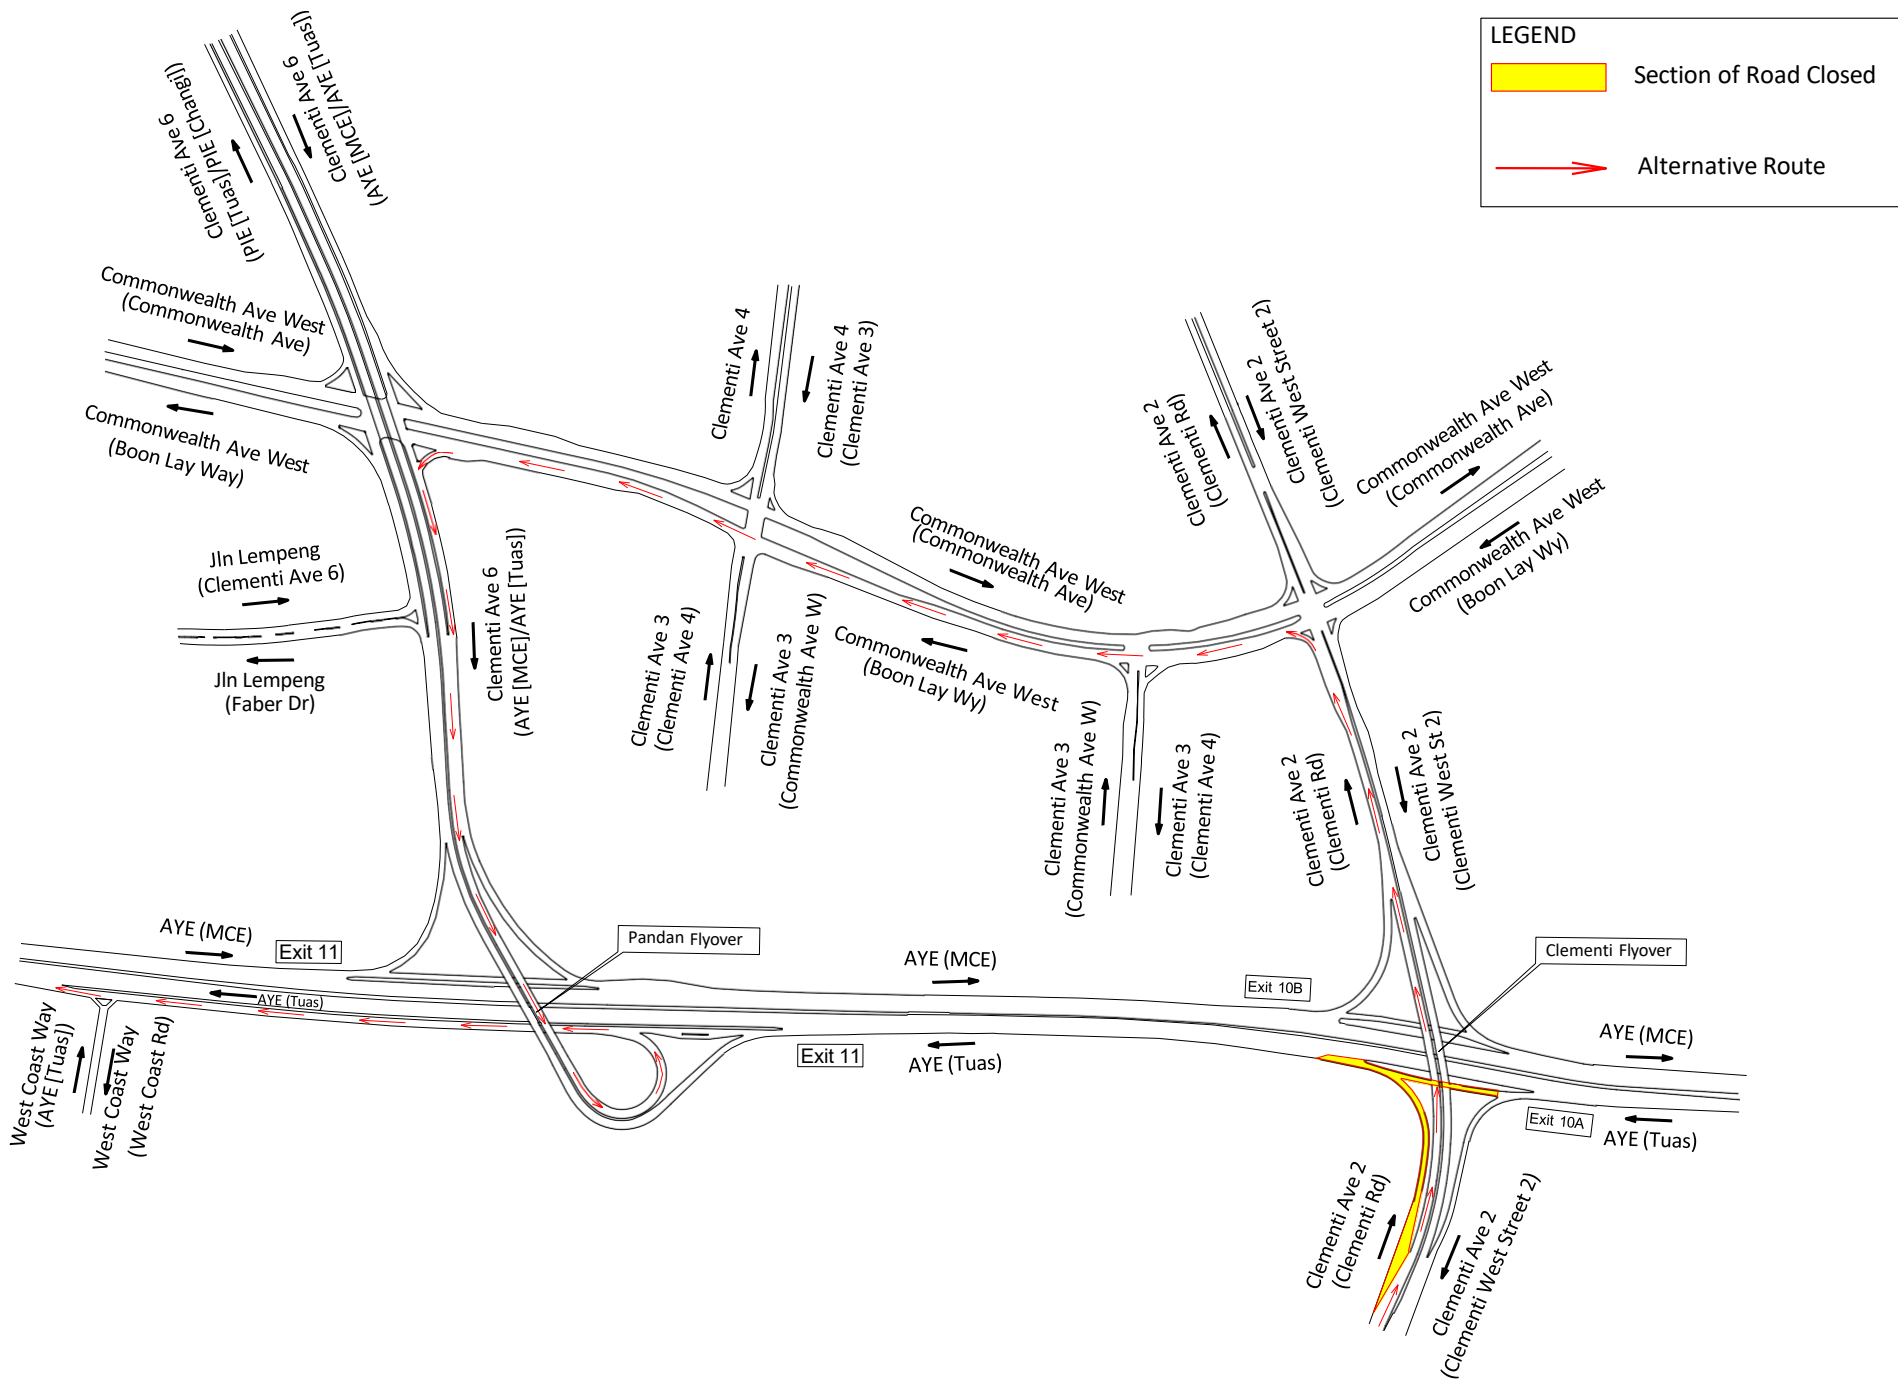 LEGEND
Section of Road Closed
Alternative Route
Clementi Ave 6
(PIE [Tuas]/PIE [Changi])
Clementi Ave 6
(AYE [MCE]/AYE [Tuas])
Commonwealth Ave West
(Commonwealth Ave)
Commonwealth Ave West
(Boon Lay Way)
Clementi Ave 4
Clementi Ave 4
(Clementi Ave 3)
Clementi Ave 2
(Clementi Rd)
Clementi Ave 2
(Clementi West Street 2)
Commonwealth Ave West
(Commonwealth Ave)
Commonwealth Ave West
(Boon Lay Wy)
Jln Lempeng
(Clementi Ave 6)
Jln Lempeng
(Faber Dr)
Clementi Ave 6
(AYE [MCE]/AYE [Tuas])
Clementi Ave 3
(Clementi Ave 4)
Clementi Ave 3
(Commonwealth Ave W)
Commonwealth Ave West
(Commonwealth Ave)
Commonwealth Ave West
(Boon Lay Wy)
Clementi Ave 3
(Commonwealth Ave W)
Clementi Ave 3
(Clementi Ave 4)
Clementi Ave 2
(Clementi Rd)
Clementi Ave 2
(Clementi West St 2)
AYE (MCE)
Exit 11
Pandan Flyover
AYE (MCE)
Exit 10B
Clementi Flyover
AYE (Tuas)
Exit 11
AYE (Tuas)
AYE (MCE)
Exit 10A
AYE (Tuas)
West Coast Way
(AYE [Tuas])
West Coast Way
(West Coast Rd)
Clementi Ave 2
(Clementi Rd)
Clementi Ave 2
(Clementi West Street 2)